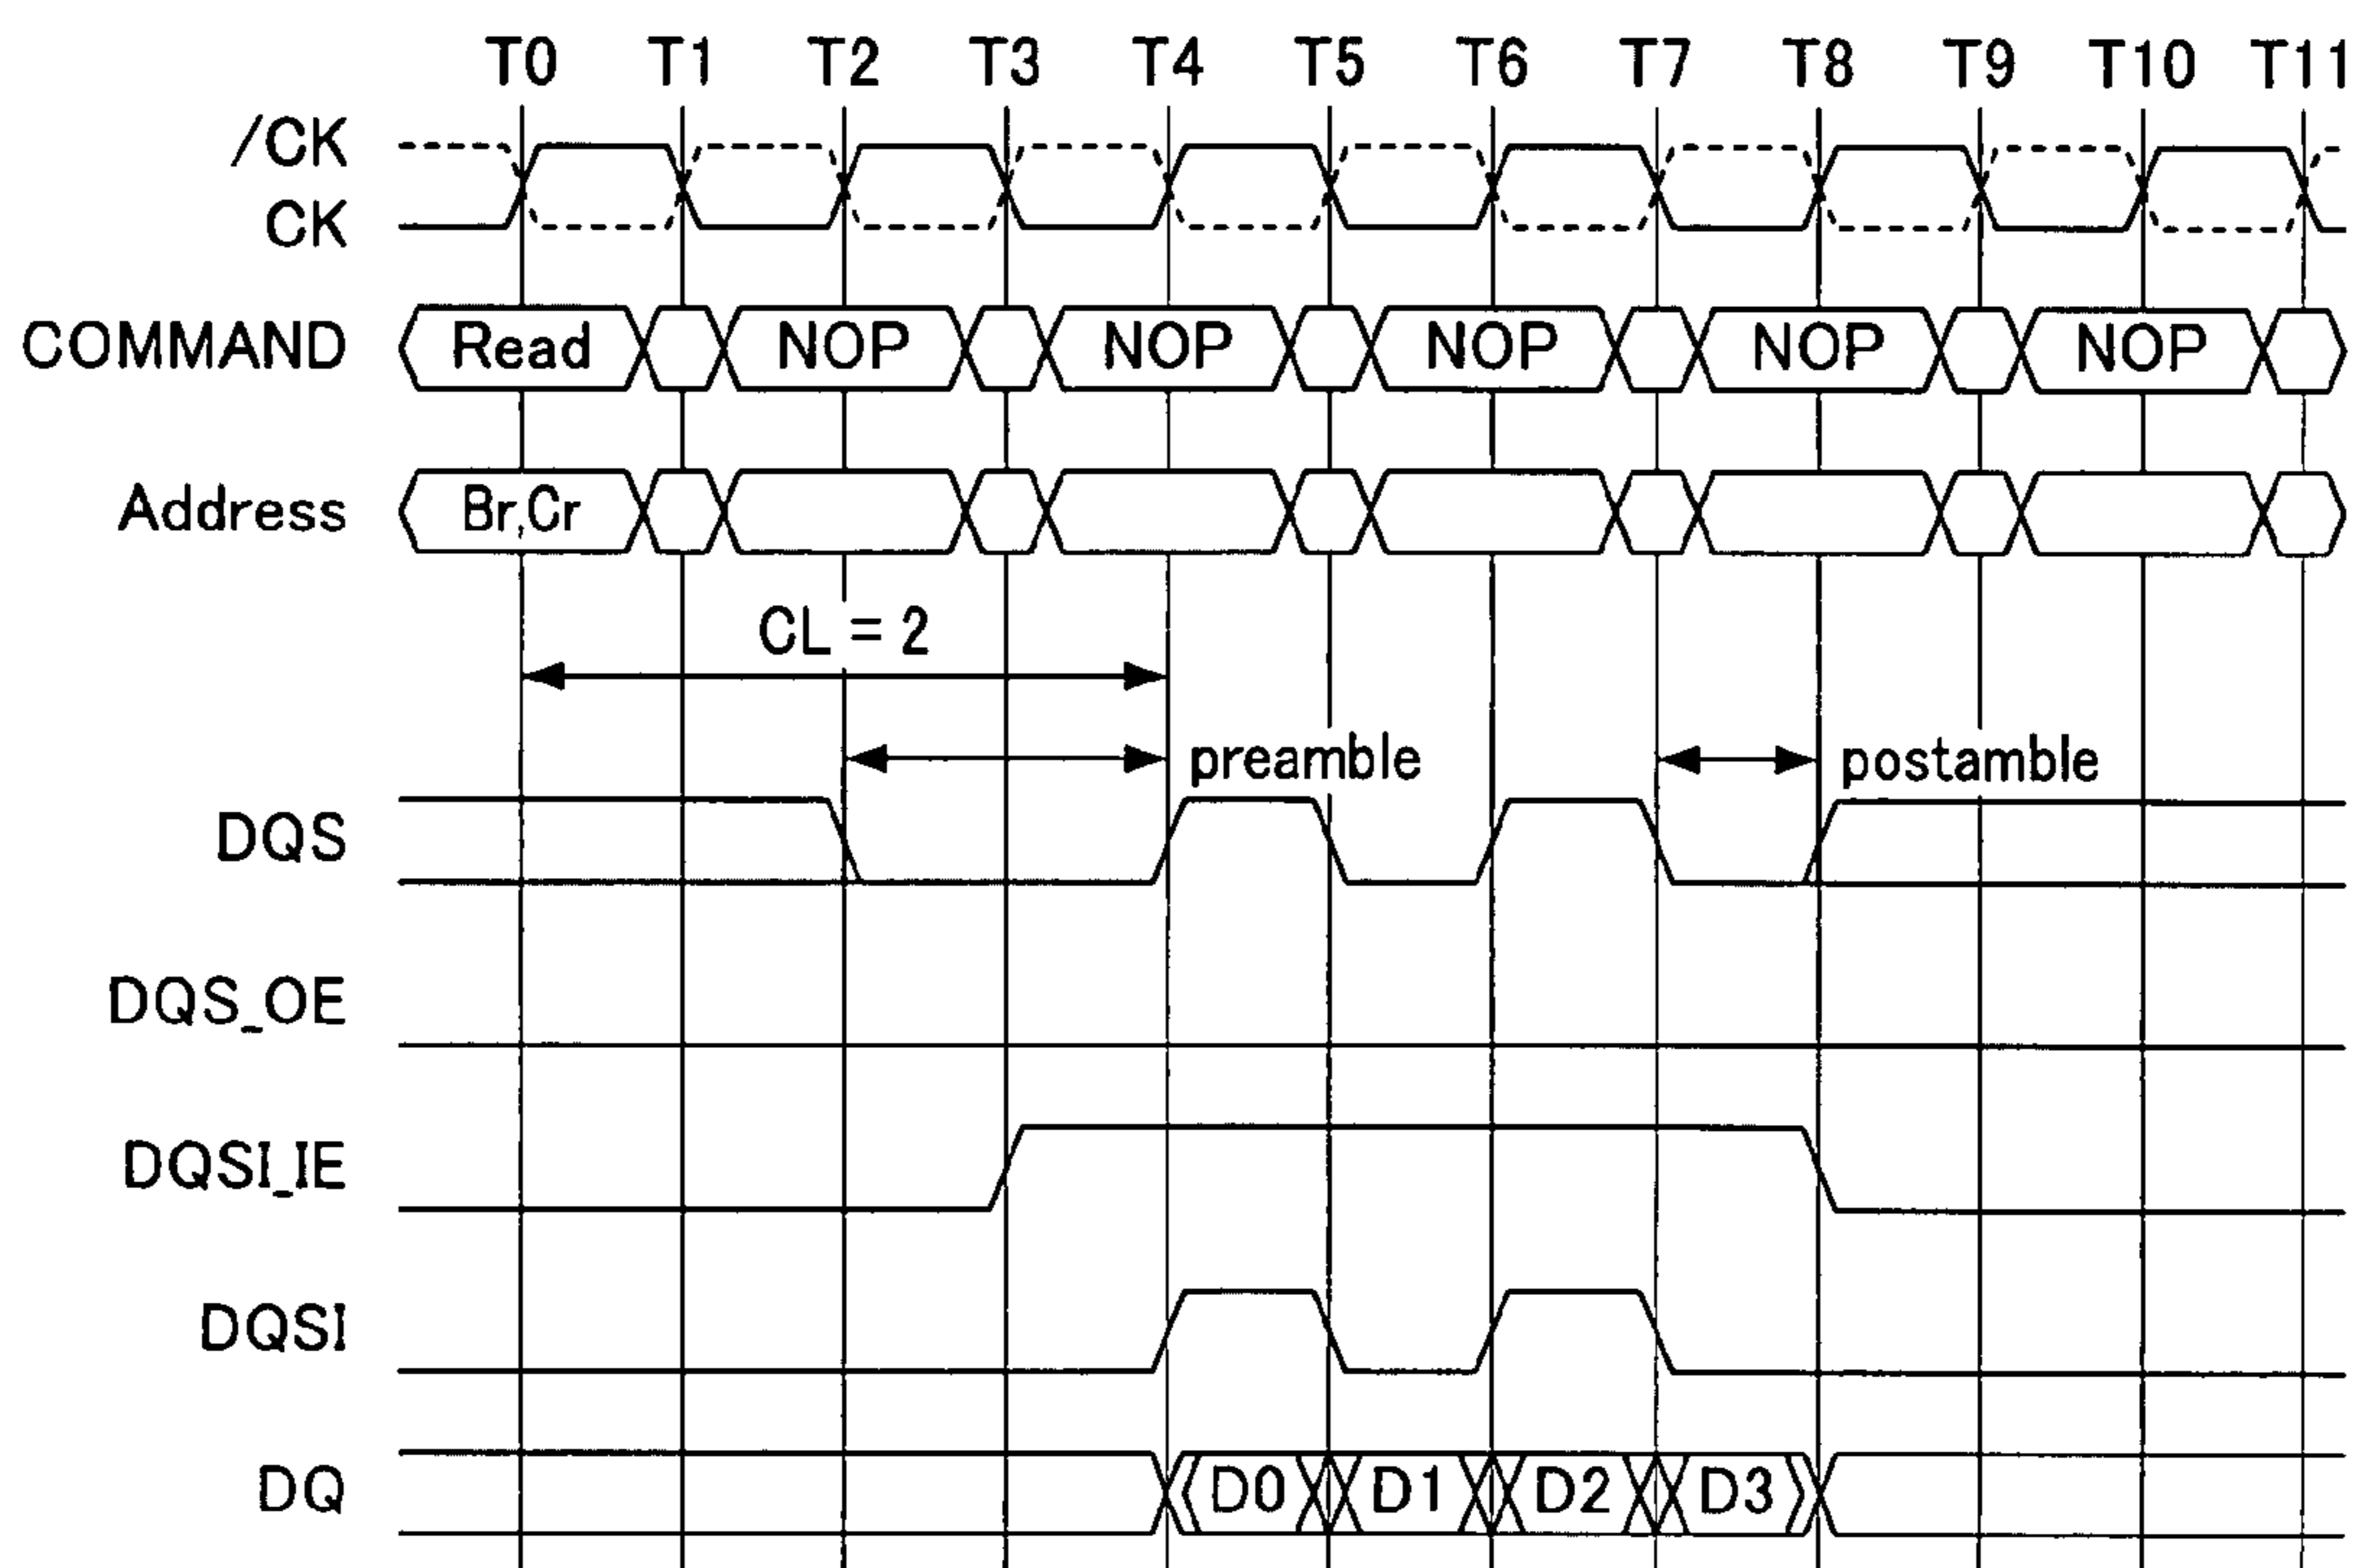 T0 T1 T2 T3 T4 T5 T6 T7 T8 T9 T10 T11
/CK
CK
COMMAND Read NOP NOP NOP NOP NOP
Address Br,Cr
CL = 2
preamble postamble
DQS
DQS_OE
DQSI_IE
DQSI
DQ D0 D1 D2 D3